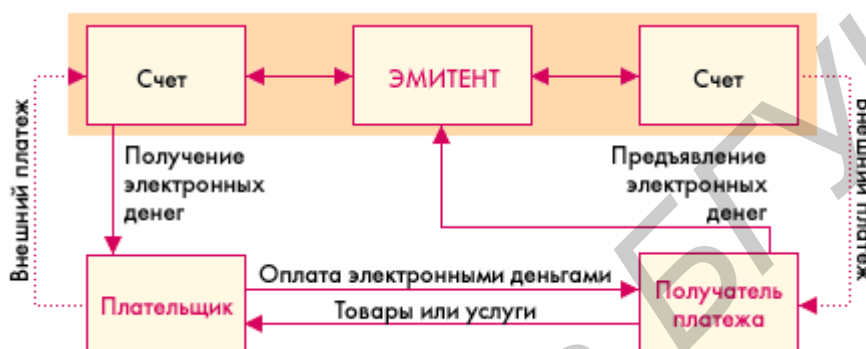 Счет
ЭМИТЕНТ
Счет
Внешний платеж
Получение
электронных
денег
Предъявление
электронных
денег
Внешний платеж
Плательщик
Оплата электронными деньгами
Товары или услуги
Получатель
платежа